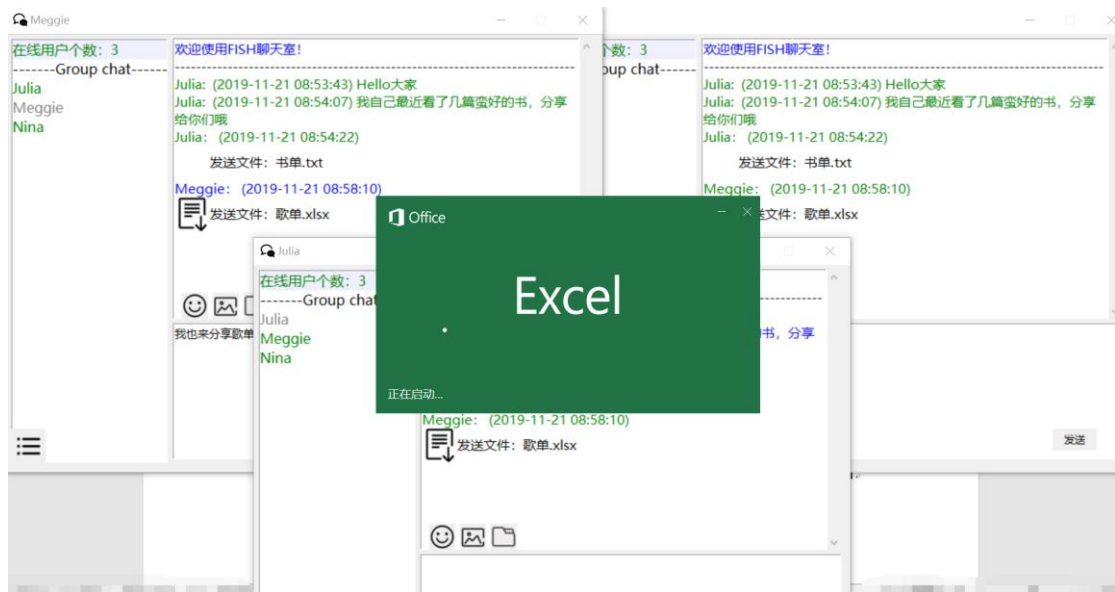 Meggie
在线用户个数：3
-------Group chat------
Julia
Meggie
Nina
欢迎使用FISH聊天室！
Julia: (2019-11-21 08:53:43) Hello大家
Julia: (2019-11-21 08:54:07) 我自己最近看了几篇蛮好的书，分享
给你们哦
Julia： (2019-11-21 08:54:22)
发送文件：书单.txt
Meggie： (2019-11-21 08:58:10)
发送文件：歌单.xlsx
我也来分享歌单
个数：3
oup chat------
欢迎使用FISH聊天室！
Julia: (2019-11-21 08:53:43) Hello大家
Julia: (2019-11-21 08:54:07) 我自己最近看了几篇蛮好的书，分享
给你们哦
Julia： (2019-11-21 08:54:22)
发送文件：书单.txt
Meggie： (2019-11-21 08:58:10)
文件：歌单.xlsx
发送
Office
Excel
正在启动...
Julia
在线用户个数：3
-------Group chat
Julia
Meggie
Nina
书，分享
Meggie： (2019-11-21 08:58:10)
发送文件：歌单.xlsx